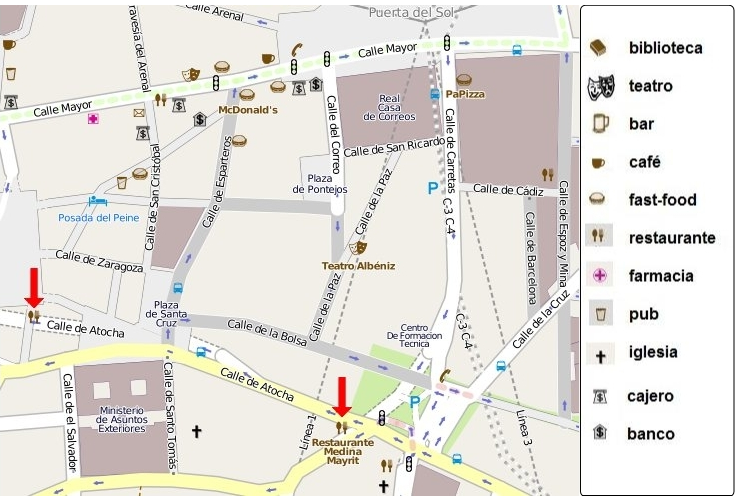 Calle Arenal
Puerta del Sol
Travesía del Arenal
Calle Arenal
Calle Mayor
Calle Mayor
McDonald's
PaPizza
Real
Casa
de Correos
Calle de San Ricardo
Calle del Correo
Calle de Carretas
C-3 C-4
Plaza
de Pontejos
P
Calle de Cádiz
Calle de Espoz y Mina
Calle de Barcelona
Calle de San Cristóbal
Calle de Esparteros
Posada del Peine
Calle de la Paz
Teatro Albéniz
Calle de la Paz
Calle de Zaragoza
Plaza
de Santa
Cruz
Calle de Atocha
Calle de la Bolsa
Centro
De Formacion
Tecnica
C-3 C-4
Calle de la Cruz
Calle de Atocha
P
Ministerio
de Asuntos
Exteriores
Calle de el Salvador
Calle de Santo Tomás
Línea 1
Restaurante
Medina
Mayrit
Línea 3
biblioteca
teatro
bar
café
fast-food
restaurante
farmacia
pub
iglesia
cajero
banco